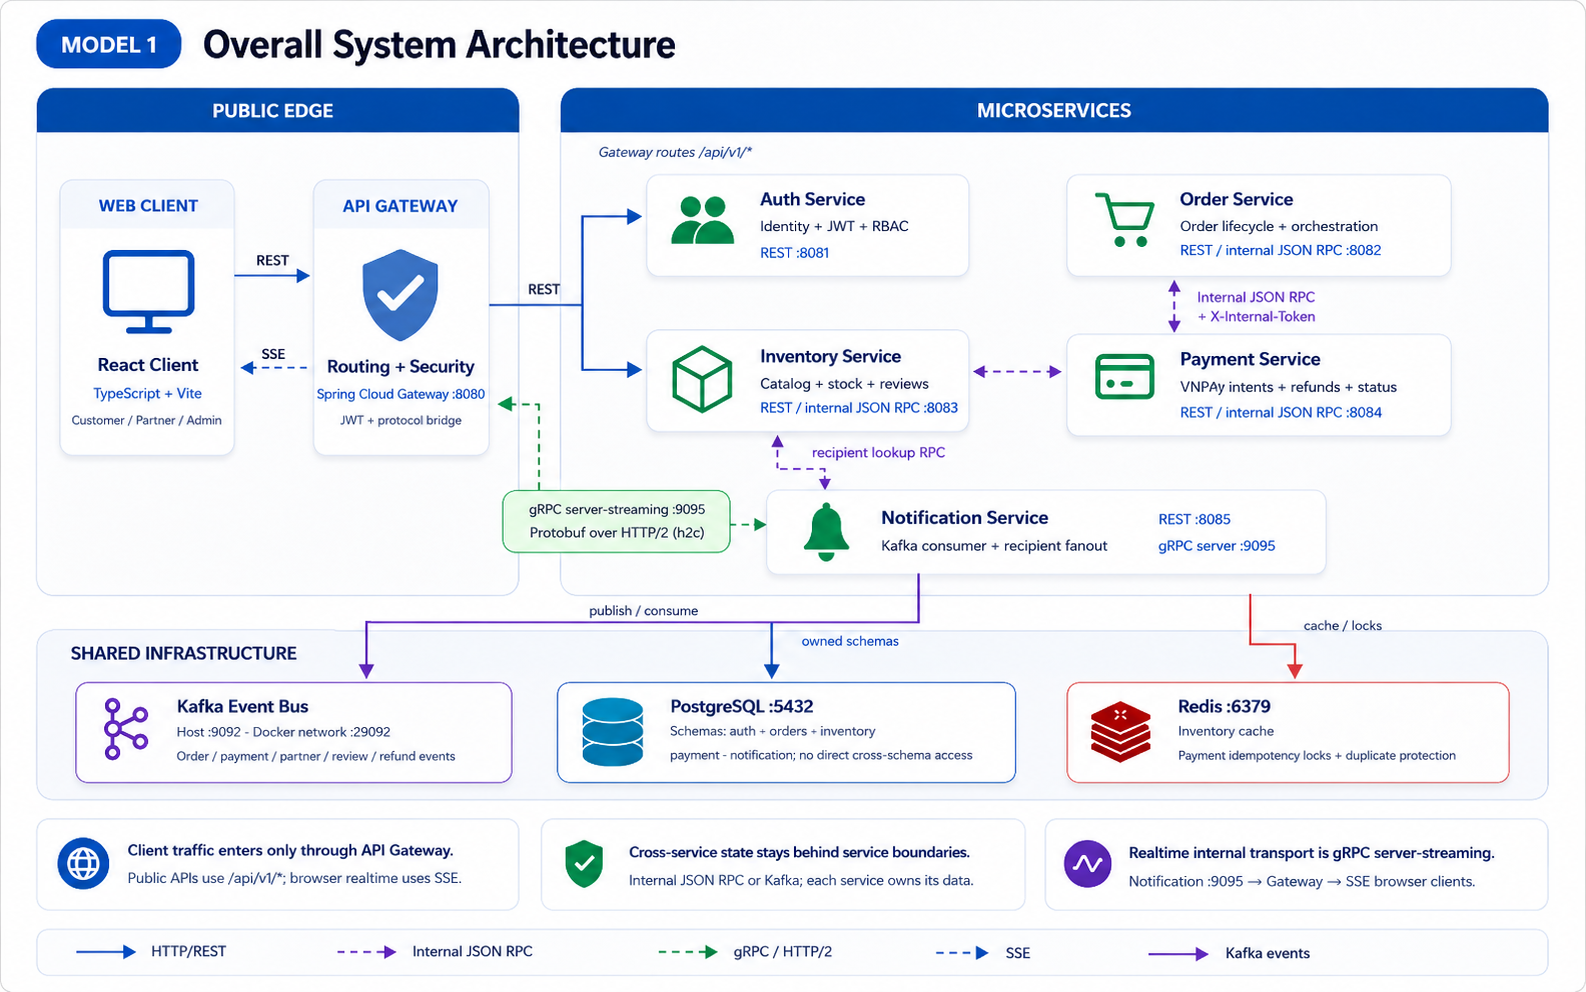 MODEL 1
Overall System Architecture
PUBLIC EDGE
WEB CLIENT
React Client
TypeScript + Vite
Customer / Partner / Admin
REST
SSE
API GATEWAY
Routing + Security
Spring Cloud Gateway :8080
JWT + protocol bridge
REST
MICROSERVICES
Gateway routes /api/v1/*
Auth Service
Identity + JWT + RBAC
REST :8081
Order Service
Order lifecycle + orchestration
REST / internal JSON RPC :8082
Internal JSON RPC
+ X-Internal-Token
Inventory Service
Catalog + stock + reviews
REST / internal JSON RPC :8083
Payment Service
VNPAy intents + refunds + status
REST / internal JSON RPC :8084
recipient lookup RPC
gRPC server-streaming :9095
Protobuf over HTTP/2 (h2c)
Notification Service
Kafka consumer + recipient fanout
REST :8085
gRPC server :9095
publish / consume
owned schemas
cache / locks
SHARED INFRASTRUCTURE
Kafka Event Bus
Host :9092 - Docker network :29092
Order / payment / partner / review / refund events
PostgreSQL :5432
Schemas: auth + orders + inventory
payment - notification; no direct cross-schema access
Redis :6379
Inventory cache
Payment idempotency locks + duplicate protection
Client traffic enters only through API Gateway.
Public APIs use /api/v1/*; browser realtime uses SSE.
Cross-service state stays behind service boundaries.
Internal JSON RPC or Kafka; each service owns its data.
Realtime internal transport is gRPC server-streaming.
Notification :9095 → Gateway → SSE browser clients.
HTTP/REST
Internal JSON RPC
gRPC / HTTP/2
SSE
Kafka events